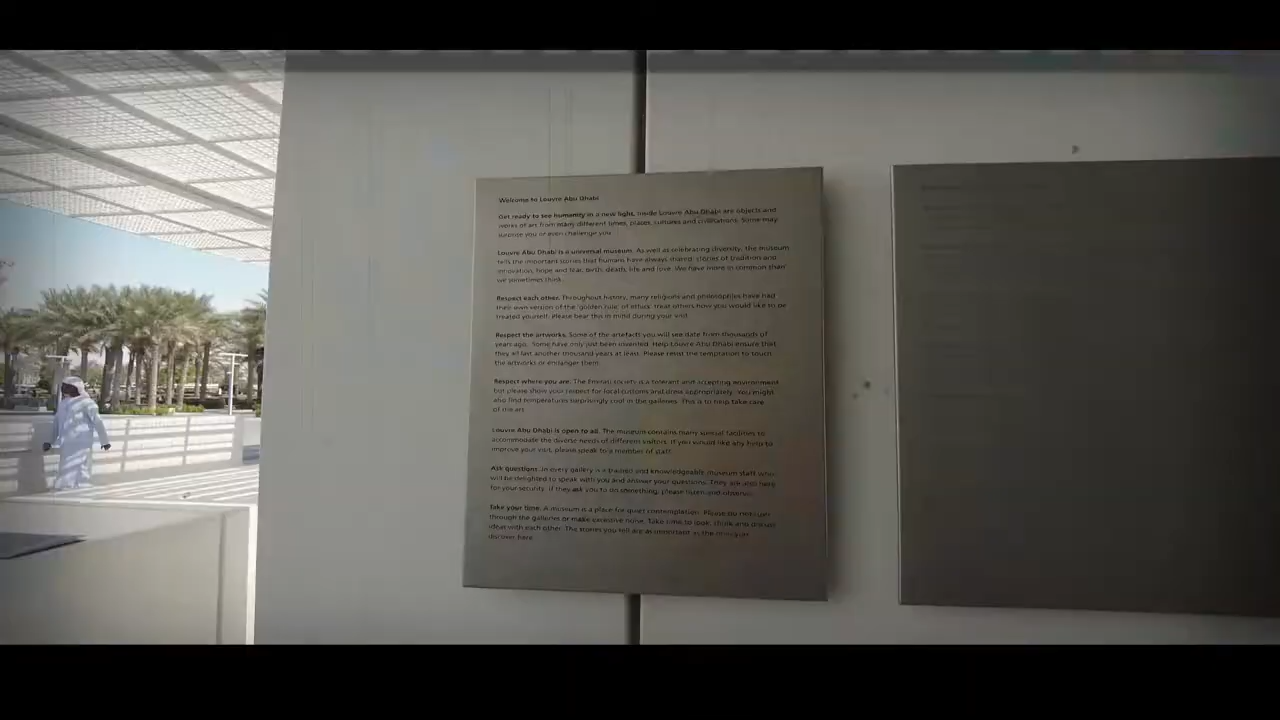 Welcome to Louvre Abu Dhabi
Get ready to see humanity in a new light. Inside Louvre Abu Dhabi are objects and
works of art from many different times, places, cultures and civilisations. Some may
surprise you or even challenge you.
Louvre Abu Dhabi is a universal museum. As well as celebrating diversity, the museum
tells the important stories that humans have always shared: stories of tradition and
innovation, hope and fear, birth, death, life and love. We have more in common than
we sometimes think.
Respect each other. Throughout history, many religions and philosophies have had
their own version of the 'golden rule' of ethics: treat others how you would like to be
treated yourself. Please bear this in mind during your visit.
Respect the artworks. Some of the artefacts you will see date from thousands of
years ago. Some have only just been invented. Help Louvre Abu Dhabi ensure that
they all last another thousand years at least. Please resist the temptation to touch
the artworks or endanger them.
Respect where you are. The Emirati society is a tolerant and accepting environment
but please show your respect for local customs and dress appropriately. You might
also find temperatures surprisingly cool in the galleries. This is to help take care
of the art.
Louvre Abu Dhabi is open to all. The museum contains many special facilities to
accommodate the diverse needs of different visitors. If you would like any help to
improve your visit, please speak to a member of staff.
Ask questions. In every gallery is a trained and knowledgeable museum staff who
will be delighted to speak with you and answer your questions. They are also here
for your security. If they ask you to do something, please listen and observe.
Take your time. A museum is a place for quiet contemplation. Please do not run
through the galleries or make excessive noise. Take time to look, think and discuss
ideas with each other. The stories you tell are as important as the ones you
discover here.